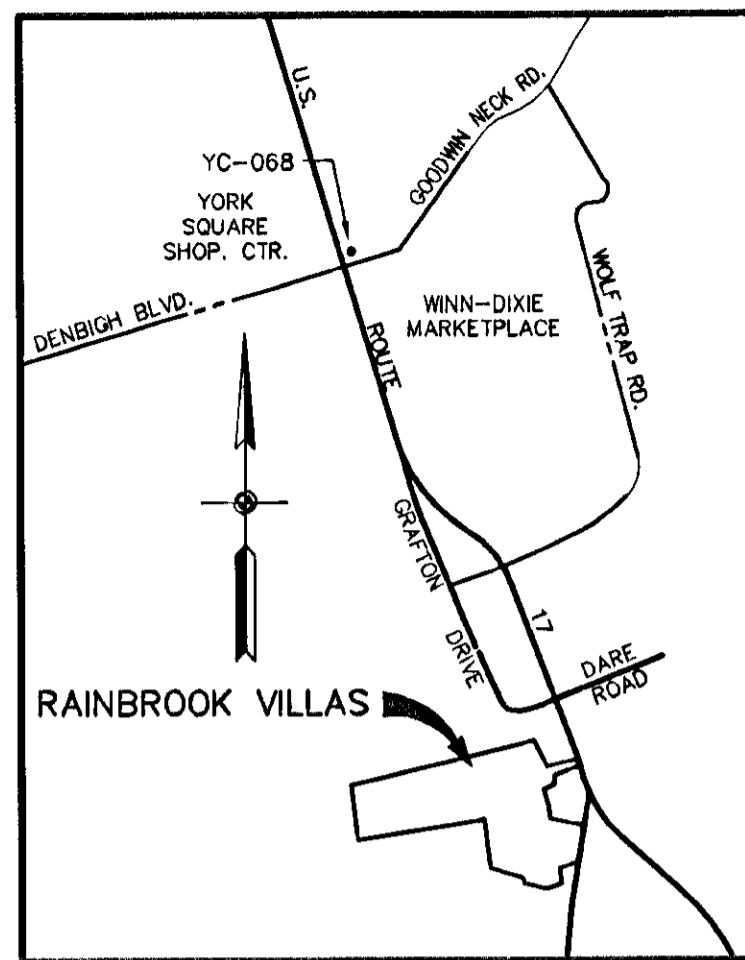 U.S.
GOODWIN NECK RD.
YC-068
YORK
SQUARE
SHOP. CTR.
DENBIGH BLVD.
WINN-DIXIE
MARKETPLACE
WOLF TRAP RD.
ROUTE
GRAFTON
DRIVE
17
DARE
ROAD
RAINBROOK VILLAS